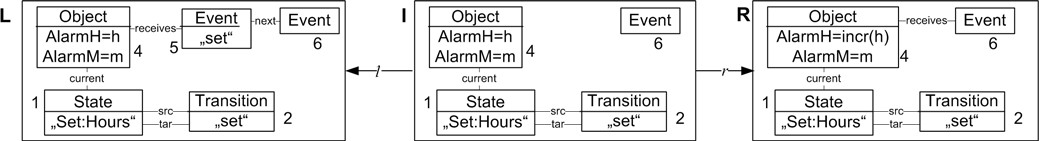 L
Object
AlarmH=h
AlarmM=m
4
receives
Event
„set“
5
next
Event
6
current
1
State
„Set:Hours“
src
tar
Transition
„set“
2
l
I
Object
AlarmH=h
AlarmM=m
4
Event
6
current
1
State
„Set:Hours“
src
tar
Transition
„set“
2
r
R
Object
AlarmH=incr(h)
AlarmM=m
4
receives
Event
6
current
1
State
„Set:Hours“
src
tar
Transition
„set“
2